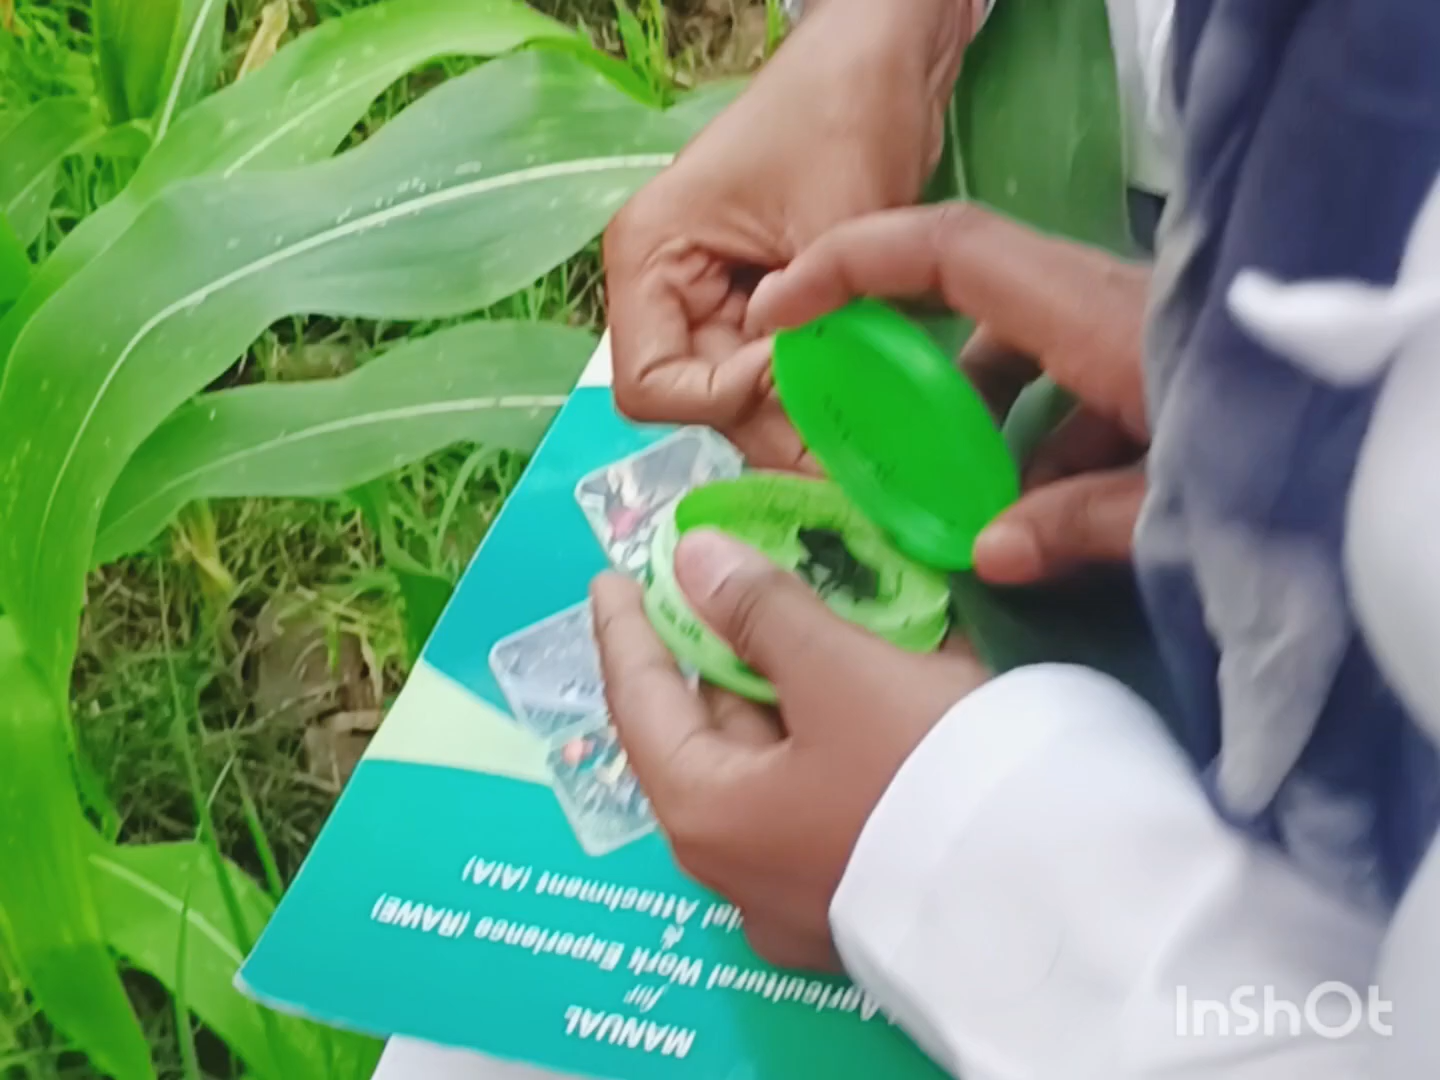 MANUAL
for
Agricultural Work Experience (RAWE)
&
Attachment (AIA)
InShOt